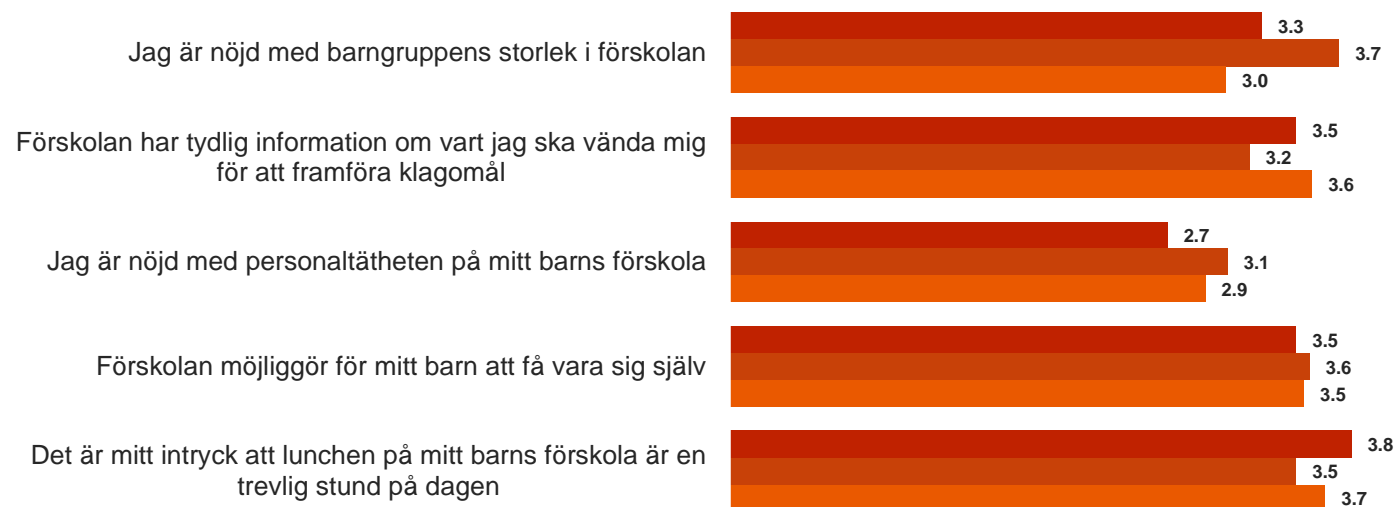 Jag är nöjd med barngruppens storlek i förskolan
3.3
3.7
3.0
Förskolan har tydlig information om vart jag ska vända mig
för att framföra klagomål
3.5
3.2
3.6
Jag är nöjd med personaltätheten på mitt barns förskola
2.7
3.1
2.9
Förskolan möjliggör för mitt barn att få vara sig själv
3.5
3.6
3.5
Det är mitt intryck att lunchen på mitt barns förskola är en
trevlig stund på dagen
3.8
3.5
3.7